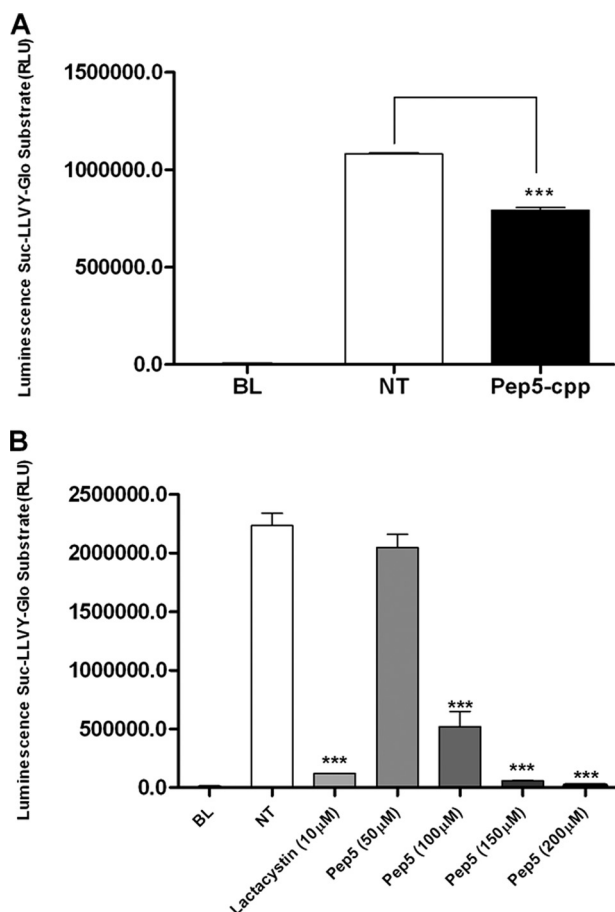 A
Luminescence Suc-LLVY-Glo Substrate(RLU)
1500000.0
1000000.0
500000.0
0.0
***
BL
NT
Pep5-cpp
B
Luminescence Suc-LLVY-Glo Substrate(RLU)
2500000.0
2000000.0
1500000.0
1000000.0
500000.0
0.0
***
***
***
***
BL
NT
Lactacystin (10μM)
Pep5 (50μM)
Pep5 (100μM)
Pep5 (150μM)
Pep5 (200μM)